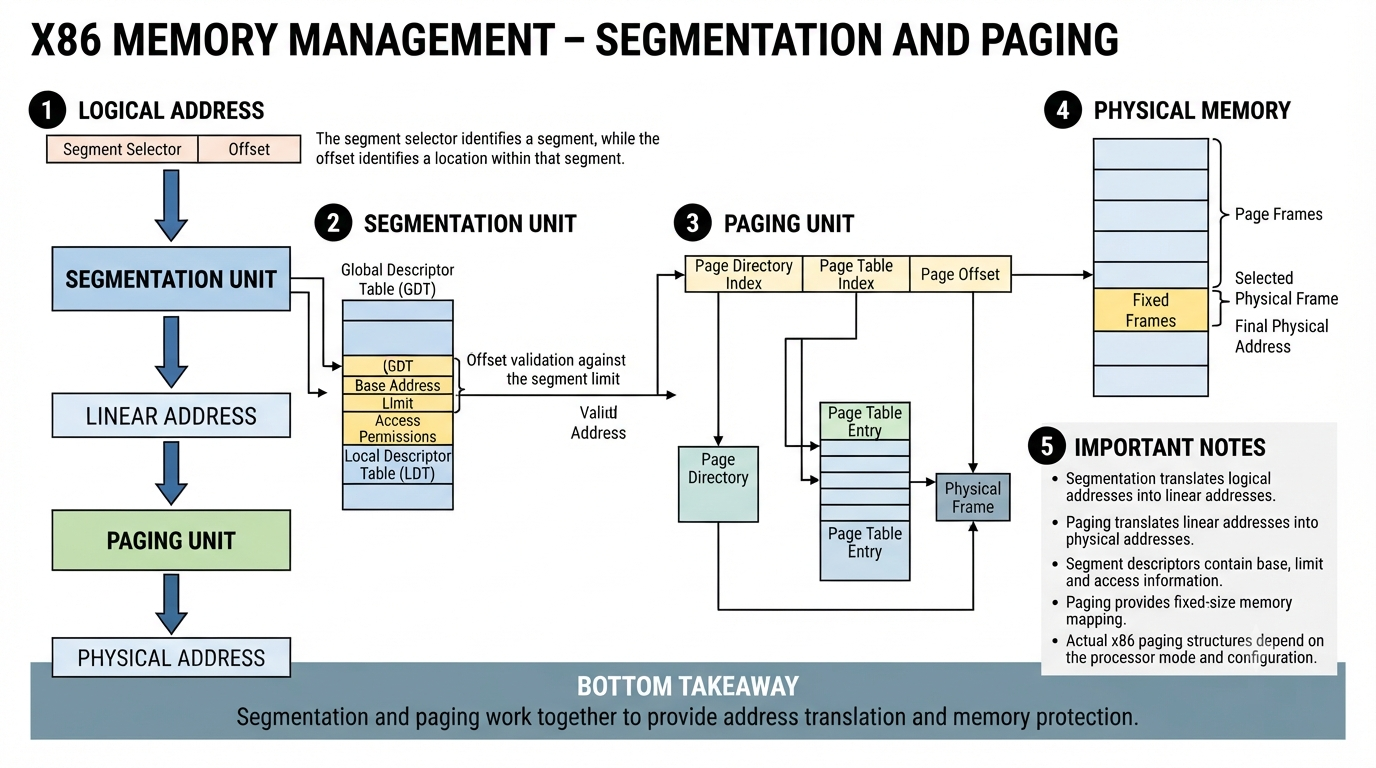 X86 MEMORY MANAGEMENT – SEGMENTATION AND PAGING
1 LOGICAL ADDRESS
Segment Selector
Offset
The segment selector identifies a segment, while the
offset identifies a location within that segment.
SEGMENTATION UNIT
LINEAR ADDRESS
PAGING UNIT
PHYSICAL ADDRESS
2 SEGMENTATION UNIT
Global Descriptor
Table (GDT)
(GDT
Base Address
LImit
Access
Permissions
Local Descriptor
Table (LDT)
Offset validation against
the segment limit
Address
3 PAGING UNIT
Page Directory
Index
Page Table
Index
Page Offset
Page
Directory
Page Table
Entry
Page Table
Entry
Physical
Frame
4 PHYSICAL MEMORY
Page Frames
Fixed
Frames
Selected
Physical Frame
Final Physical
Address
5 IMPORTANT NOTES
• Segmentation translates logical
addresses into linear addresses.
• Paging translates linear addresses into
physical addresses.
• Segment descriptors contain base, limit
and access information.
• Paging provides fixed-size memory
mapping.
• Actual x86 paging structures depend on
the processor mode and configuration.
BOTTOM TAKEAWAY
Segmentation and paging work together to provide address translation and memory protection.